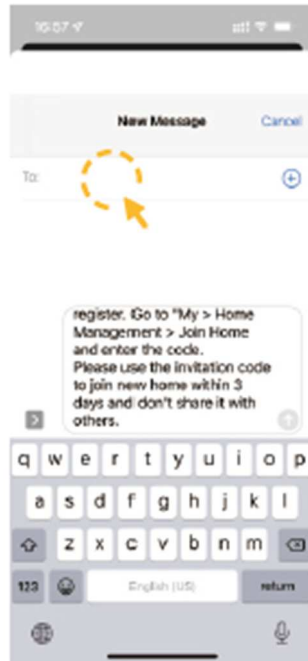 16:57
New Message
Cancel
To:
register. Go to "My > Home
Management > Join Home
and enter the code.
Please use the invitation code
to join new home within 3
days and don't share it with
others.
q w e r t y u i o p
a s d f g h j k l
z x c v b n m
123
English (US)
return